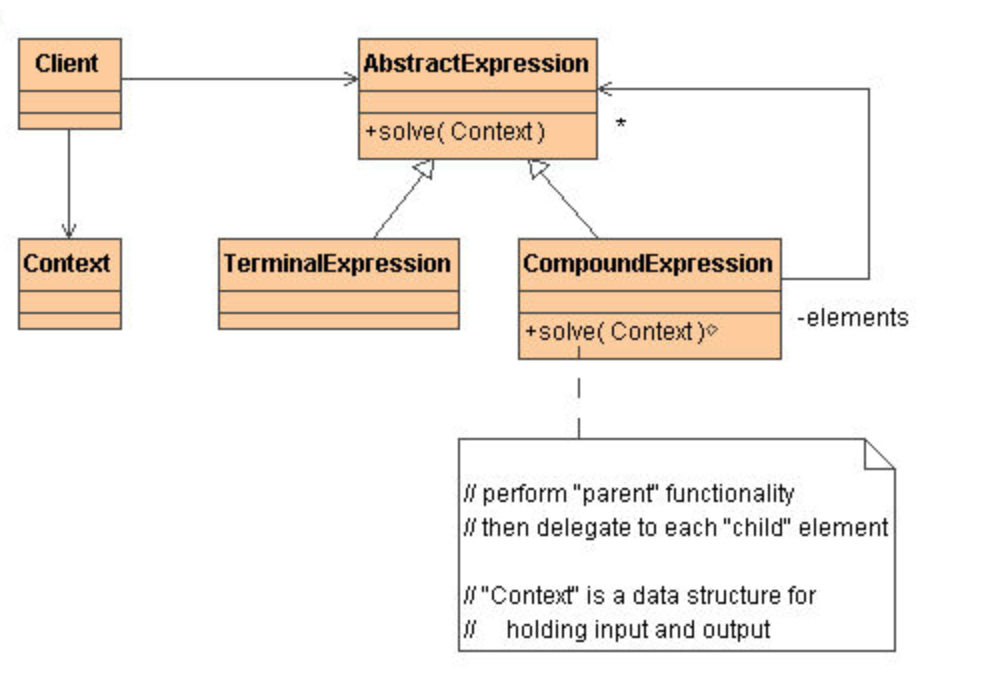 Client
AbstractExpression
+solve( Context )
*
Context
TerminalExpression
CompoundExpression
+solve( Context )
-elements
// perform "parent" functionality
// then delegate to each "child" element
// "Context" is a data structure for
// holding input and output